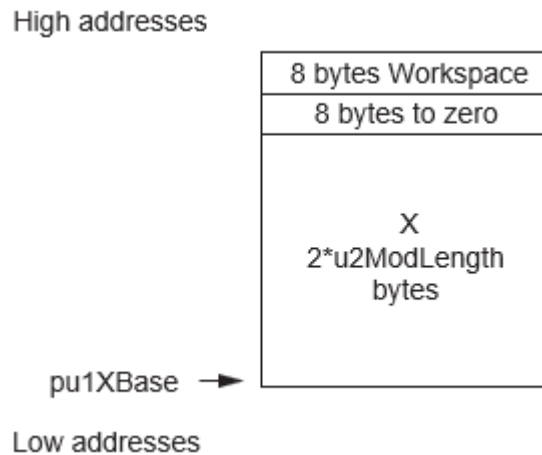 High addresses
8 bytes Workspace
8 bytes to zero
X
2*u2ModLength
bytes
pu1XBase
Low addresses